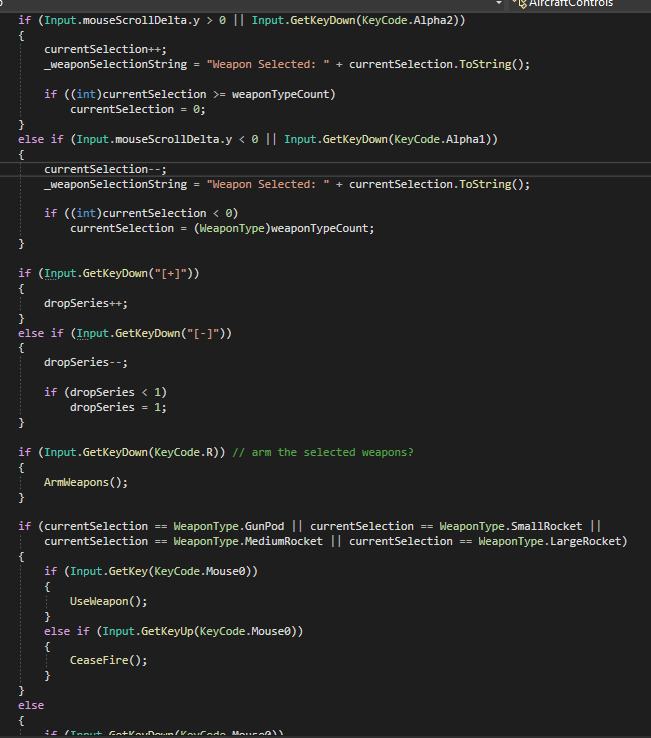 AircraftControls
if (Input.mouseScrollDelta.y > 0 || Input.GetKeyDown(KeyCode.Alpha2))
{
currentSelection++;
_weaponSelectionString = "Weapon Selected: " + currentSelection.ToString();
if ((int)currentSelection >= weaponTypeCount)
currentSelection = 0;
}
else if (Input.mouseScrollDelta.y < 0 || Input.GetKeyDown(KeyCode.Alpha1))
{
currentSelection--;
_weaponSelectionString = "Weapon Selected: " + currentSelection.ToString();
if ((int)currentSelection < 0)
currentSelection = (WeaponType)weaponTypeCount;
}
if (Input.GetKeyDown("[+]"))
{
dropSeries++;
}
else if (Input.GetKeyDown("[-]"))
{
dropSeries--;
if (dropSeries < 1)
dropSeries = 1;
}
if (Input.GetKeyDown(KeyCode.R)) // arm the selected weapons?
{
ArmWeapons();
}
if (currentSelection == WeaponType.GunPod || currentSelection == WeaponType.SmallRocket ||
currentSelection == WeaponType.MediumRocket || currentSelection == WeaponType.LargeRocket)
{
if (Input.GetKey(KeyCode.Mouse0))
{
UseWeapon();
}
else if (Input.GetKeyUp(KeyCode.Mouse0))
{
CeaseFire();
}
}
else
{
if (Input.GetKeyDown(KeyCode.Mouse0))